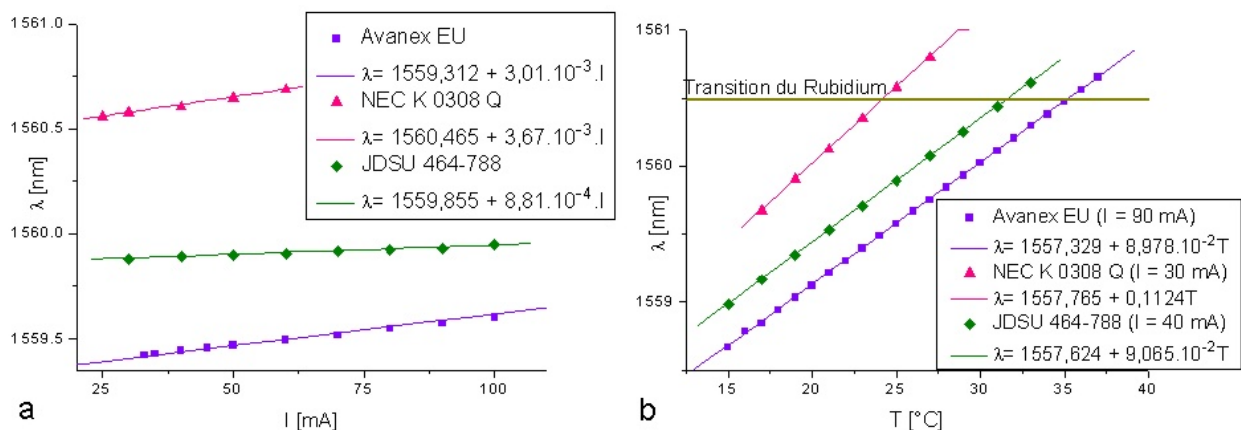 1561.0
1560.5
1560.0
1559.5
λ [nm]
25
50
75
100
I [mA]
a
Avanex EU
λ= 1559,312 + 3,01.10⁻³.I
NEC K 0308 Q
λ= 1560,465 + 3,67.10⁻³.I
JDSU 464-788
λ= 1559,855 + 8,81.10⁻⁴.I
1561
1560
1559
λ [nm]
Transition du Rubidium
15
20
25
30
35
40
T [°C]
b
Avanex EU (I = 90 mA)
λ= 1557,329 + 8,978.10⁻²T
NEC K 0308 Q (I = 30 mA)
λ= 1557,765 + 0,1124T
JDSU 464-788 (I = 40 mA)
λ= 1557,624 + 9,065.10⁻²T